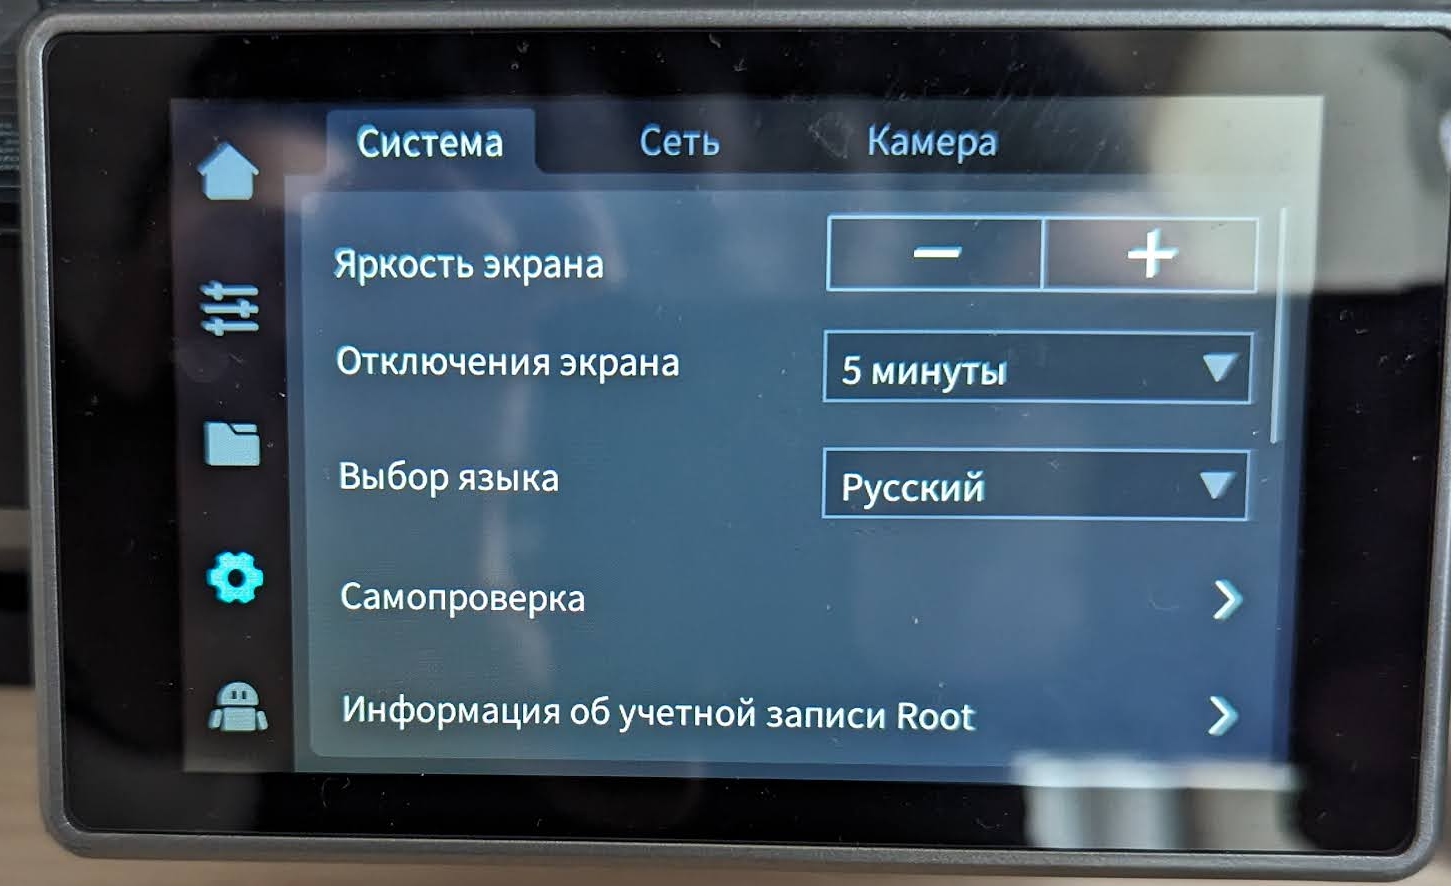 Система
Сеть
Камера
Яркость экрана
− +
Отключения экрана
5 минуты
Выбор языка
Русский
Самопроверка
Информация об учетной записи Root